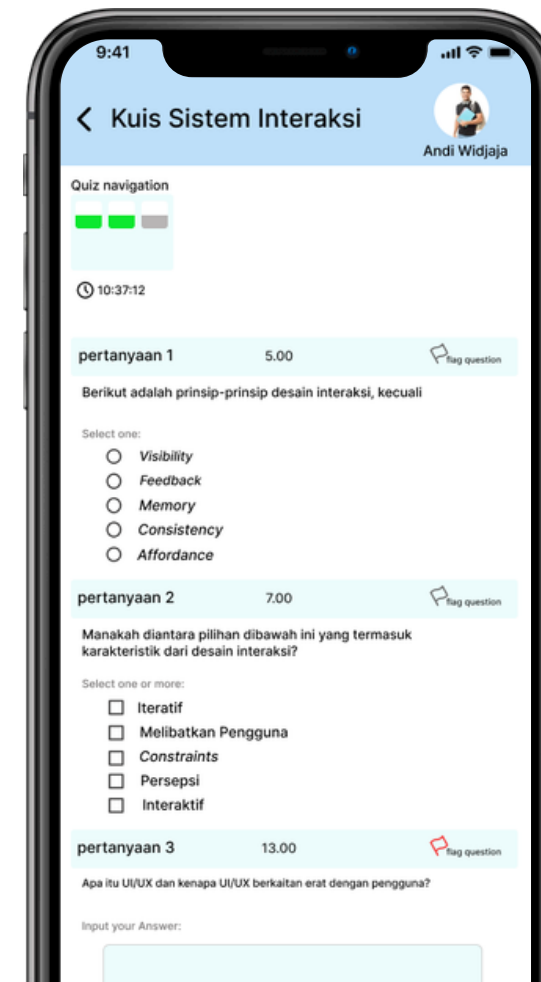 9:41
Kuis Sistem Interaksi
Andi Widjaja
Quiz navigation
10:37:12
pertanyaan 1 5.00 flag question
Berikut adalah prinsip-prinsip desain interaksi, kecuali
Select one:
Visibility
Feedback
Memory
Consistency
Affordance
pertanyaan 2 7.00 flag question
Manakah diantara pilihan dibawah ini yang termasuk
karakteristik dari desain interaksi?
Select one or more:
Iteratif
Melibatkan Pengguna
Constraints
Persepsi
Interaktif
pertanyaan 3 13.00 flag question
Apa itu UI/UX dan kenapa UI/UX berkaitan erat dengan pengguna?
Input your Answer: